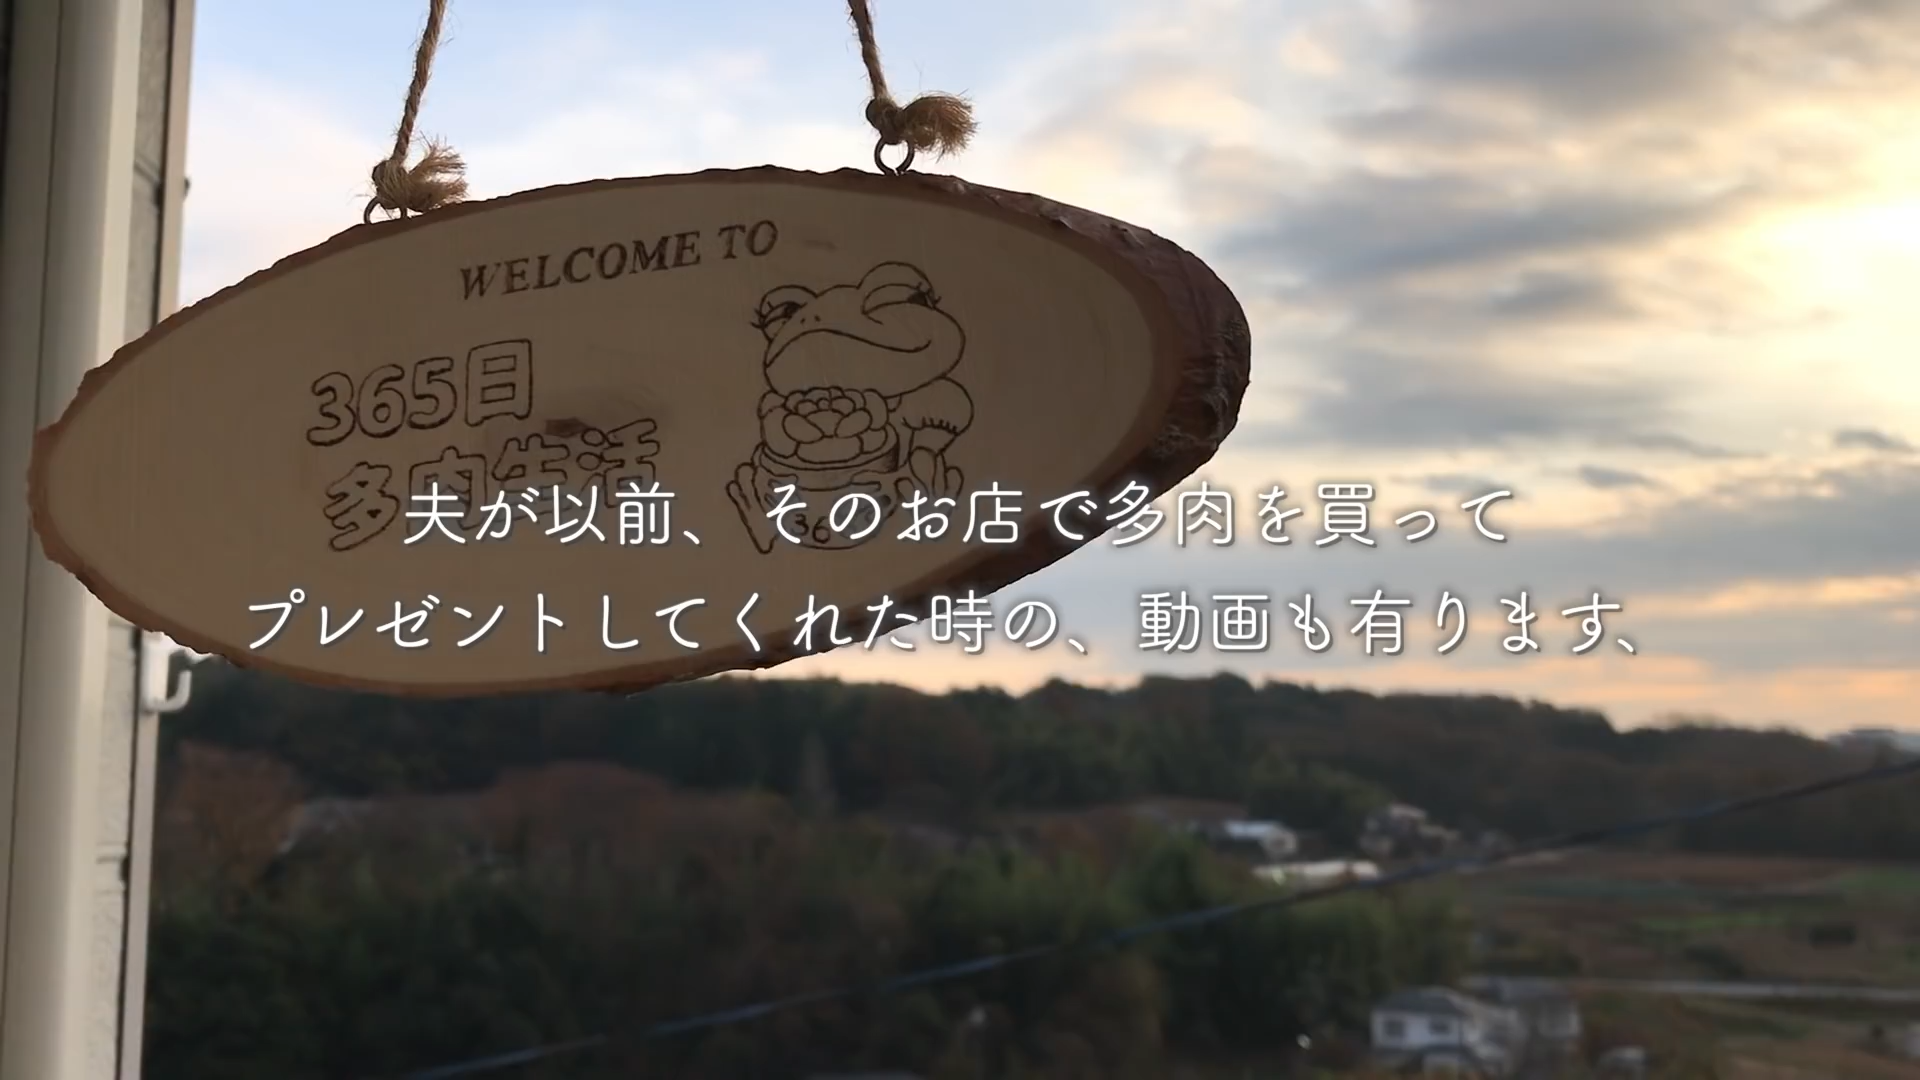 WELCOME TO
365日
多肉生活
365
夫が以前、そのお店で多肉を買って
プレゼントしてくれた時の、動画も有ります、